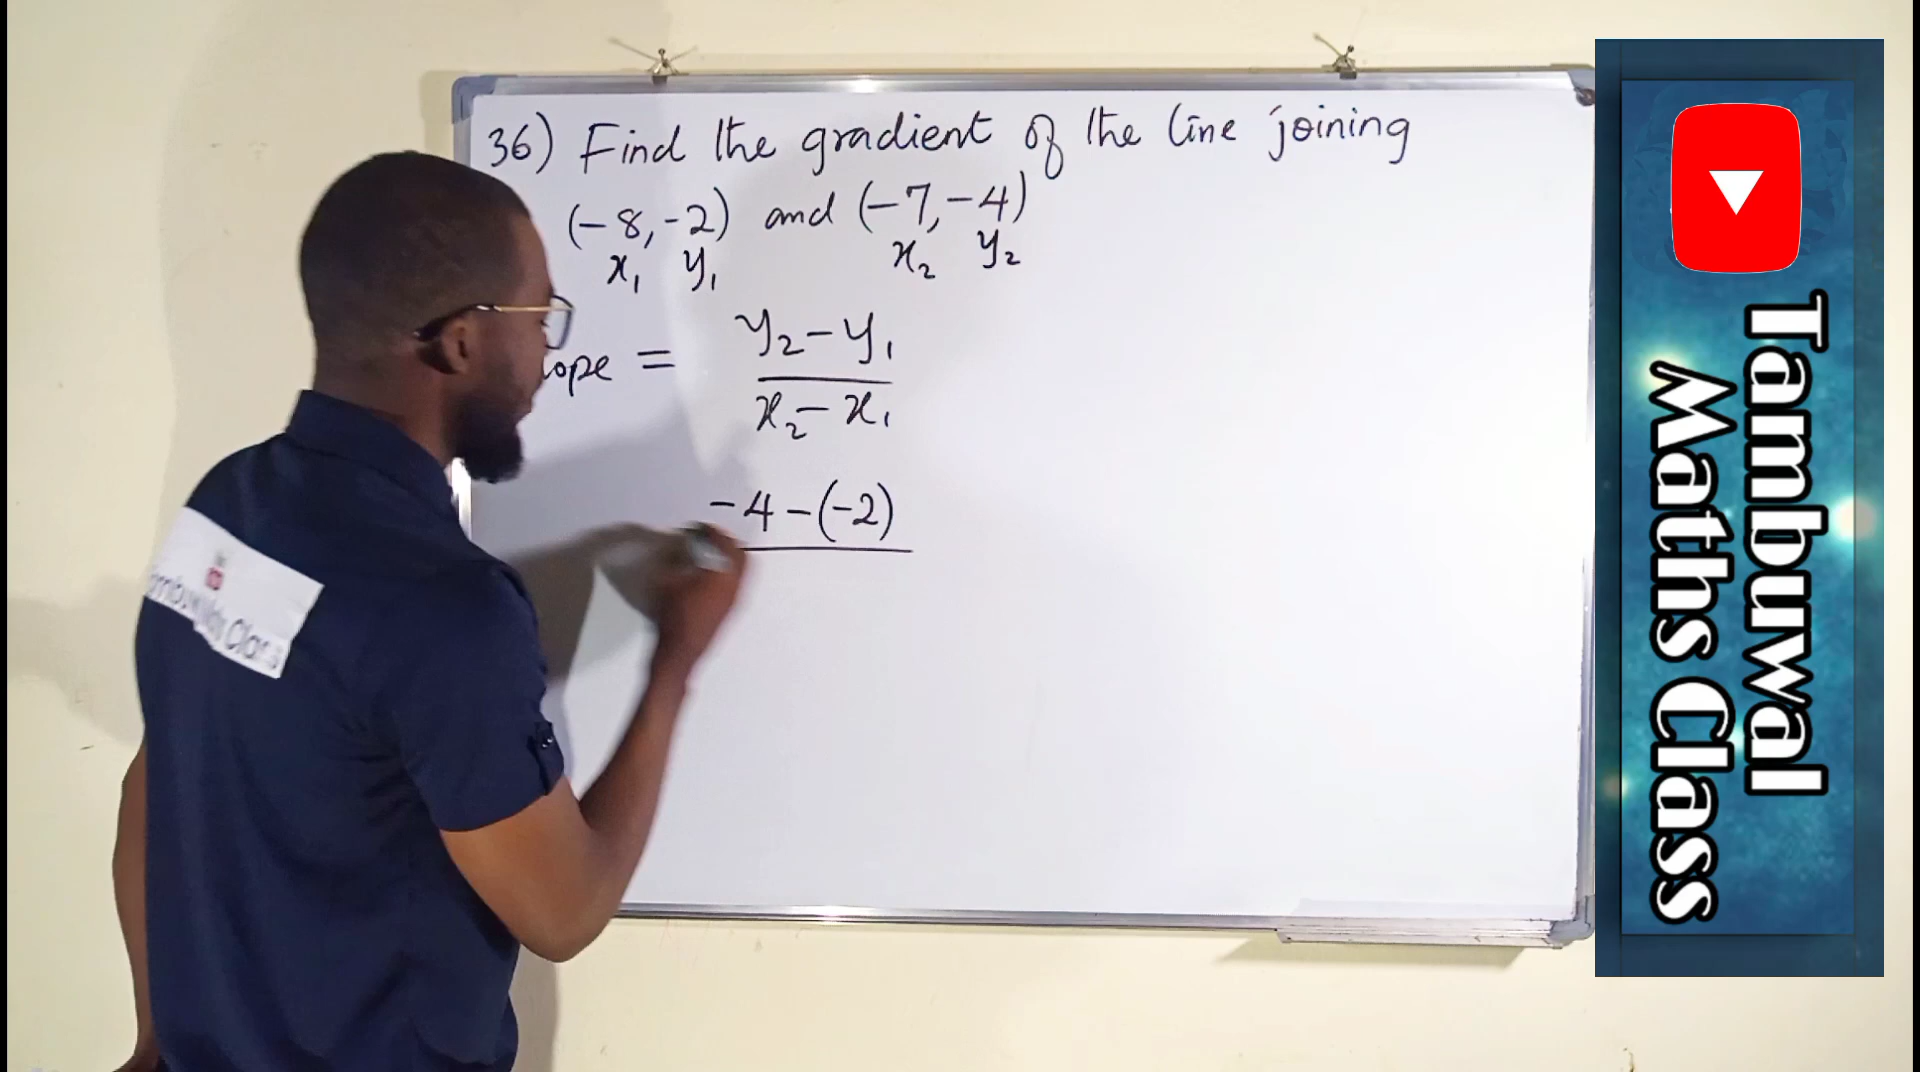 36) Find the gradient of the line joining
(-8, -2) and (-7, -4)
x₁ y₁ x₂ y₂
ope = y₂ - y₁
x₂ - x₁
-4 - (-2)
Tambuwal
Maths Class